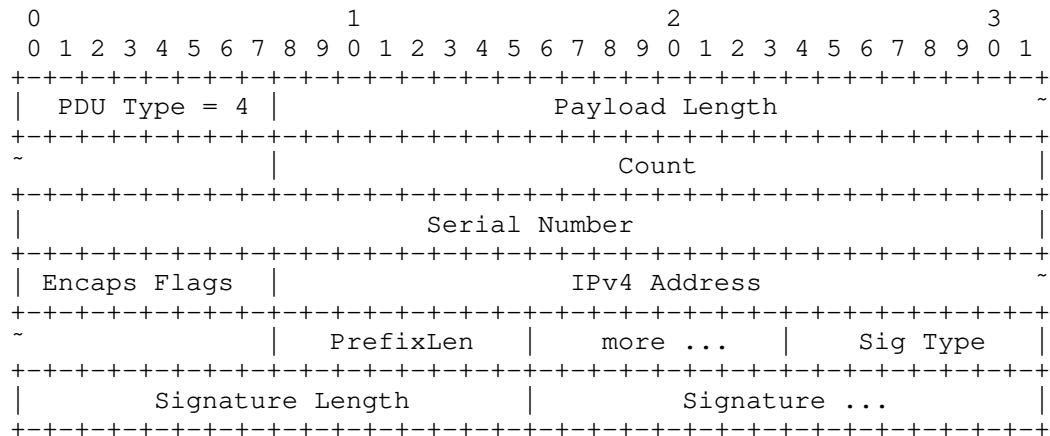 0                   1                   2                   3
 0 1 2 3 4 5 6 7 8 9 0 1 2 3 4 5 6 7 8 9 0 1 2 3 4 5 6 7 8 9 0 1
+-+-+-+-+-+-+-+-+-+-+-+-+-+-+-+-+-+-+-+-+-+-+-+-+-+-+-+-+-+-+-+-+
|  PDU Type = 4 |                 Payload Length                ~
+-+-+-+-+-+-+-+-+-+-+-+-+-+-+-+-+-+-+-+-+-+-+-+-+-+-+-+-+-+-+-+-+
~               |                     Count                     |
+-+-+-+-+-+-+-+-+-+-+-+-+-+-+-+-+-+-+-+-+-+-+-+-+-+-+-+-+-+-+-+-+
|                         Serial Number                         |
+-+-+-+-+-+-+-+-+-+-+-+-+-+-+-+-+-+-+-+-+-+-+-+-+-+-+-+-+-+-+-+-+
| Encaps Flags  |                  IPv4 Address                 ~
+-+-+-+-+-+-+-+-+-+-+-+-+-+-+-+-+-+-+-+-+-+-+-+-+-+-+-+-+-+-+-+-+
~               |   PrefixLen   |    more ...   |    Sig Type   |
+-+-+-+-+-+-+-+-+-+-+-+-+-+-+-+-+-+-+-+-+-+-+-+-+-+-+-+-+-+-+-+-+
|        Signature Length       |         Signature ...         |
+-+-+-+-+-+-+-+-+-+-+-+-+-+-+-+-+-+-+-+-+-+-+-+-+-+-+-+-+-+-+-+-+